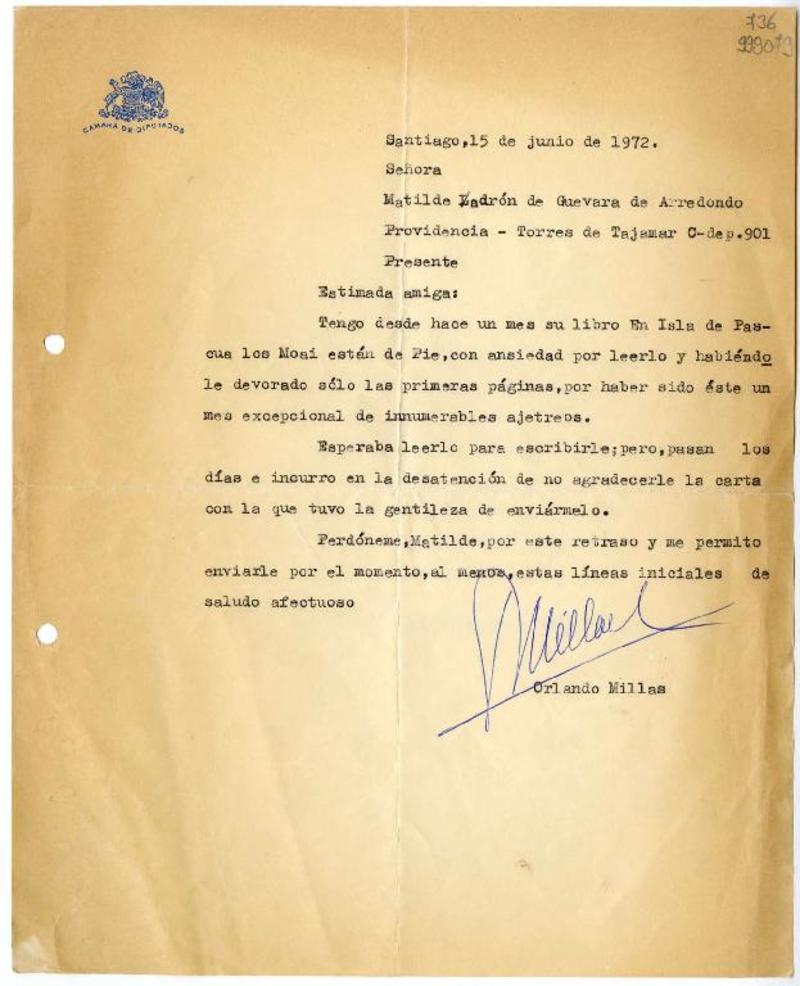 736
999079
CAMARA DE DIPUTADOS
Santiago,15 de junio de 1972.
Señora
Matilde Ladrón de Guevara de Arredondo
Providencia - Torres de Tajamar C-dep.901
Presente
Estimada amiga:
Tengo desde hace un mes su libro En Isla de Pas-
cua los Moai están de Pie,con ansiedad por leerlo y habiéndo
le devorado sólo las primeras páginas,por haber sido éste un
mes excepcional de innumerables ajetreos.
Esperaba leerlo para escribirle;pero,pasan los
días e incurro en la desatención de no agradecerle la carta
con la que tuvo la gentileza de enviármelo.
Perdóneme,Matilde,por este retraso y me permito
enviarle por el momento,al menos,estas líneas iniciales de
saludo afectuoso
Millas
Orlando Millas